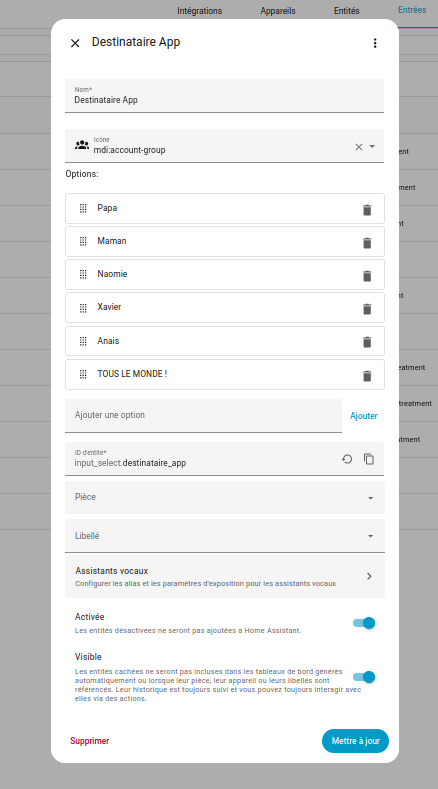 Intégrations Appareils Entités Entrées
Destinataire App
Nom*
Destinataire App
Icône
mdi:account-group
Options:
Papa
Maman
Naomie
Xavier
Anais
TOUS LE MONDE !
Ajouter une option
Ajouter
ID d'entité*
input_select.destinataire_app
Pièce
Libellé
Assistants vocaux
Configurer les alias et les paramètres d'exposition pour les assistants vocaux
Activée
Les entités désactivées ne seront pas ajoutées à Home Assistant.
Visible
Les entités cachées ne seront pas incluses dans les tableaux de bord générés
automatiquement ou lorsque leur pièce, leur appareil ou leurs libellés sont
référencés. Leur historique est toujours suivi et vous pouvez toujours interagir avec
elles via des actions.
Supprimer
Mettre à jour